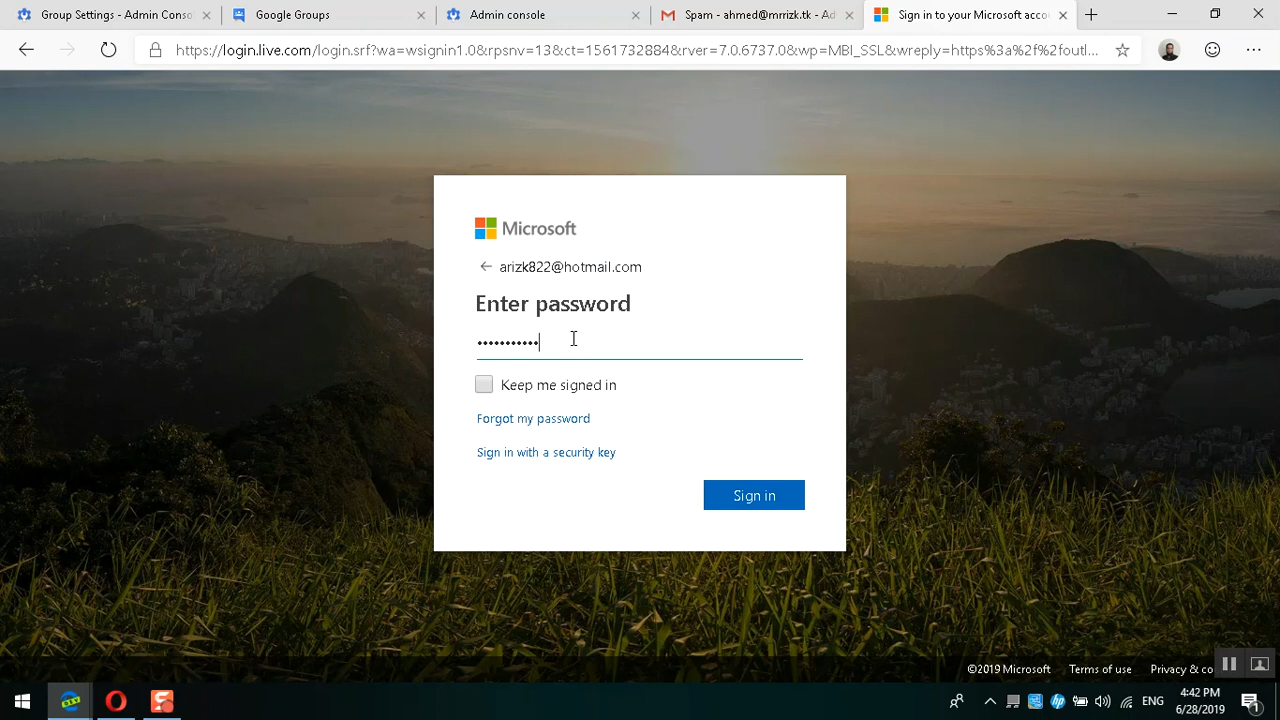 Group Settings - Admin Con
Google Groups
Admin console
Spam - ahmed@mrrizk.tk - Ad
Sign in to your Microsoft acco
https://login.live.com/login.srf?wa=wsignin1.0&rpsnv=13&ct=1561732884&rver=7.0.6737.0&wp=MBI_SSL&wreply=https%3a%2f%2foutl...
Microsoft
arizk822@hotmail.com
Enter password
Keep me signed in
Forgot my password
Sign in with a security key
Sign in
©2019 Microsoft
Terms of use
Privacy & co
ENG
4:42 PM
6/28/2019
1